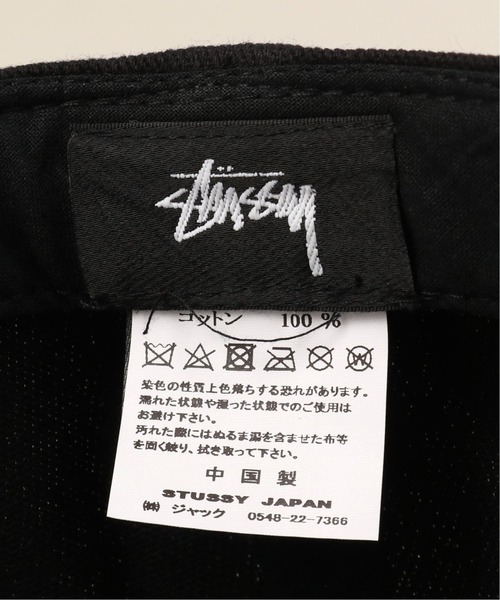 Stüssy
コットン 100 %
染色の性質上色落ちする恐れがあります。
濡れた状態や湿った状態でのご使用は
お避け下さい。
汚れた際にはぬるま湯を含ませた布等
を固く絞り、拭き取って下さい。
中国製
STUSSY JAPAN
㈱ ジャック 0548-22-7366